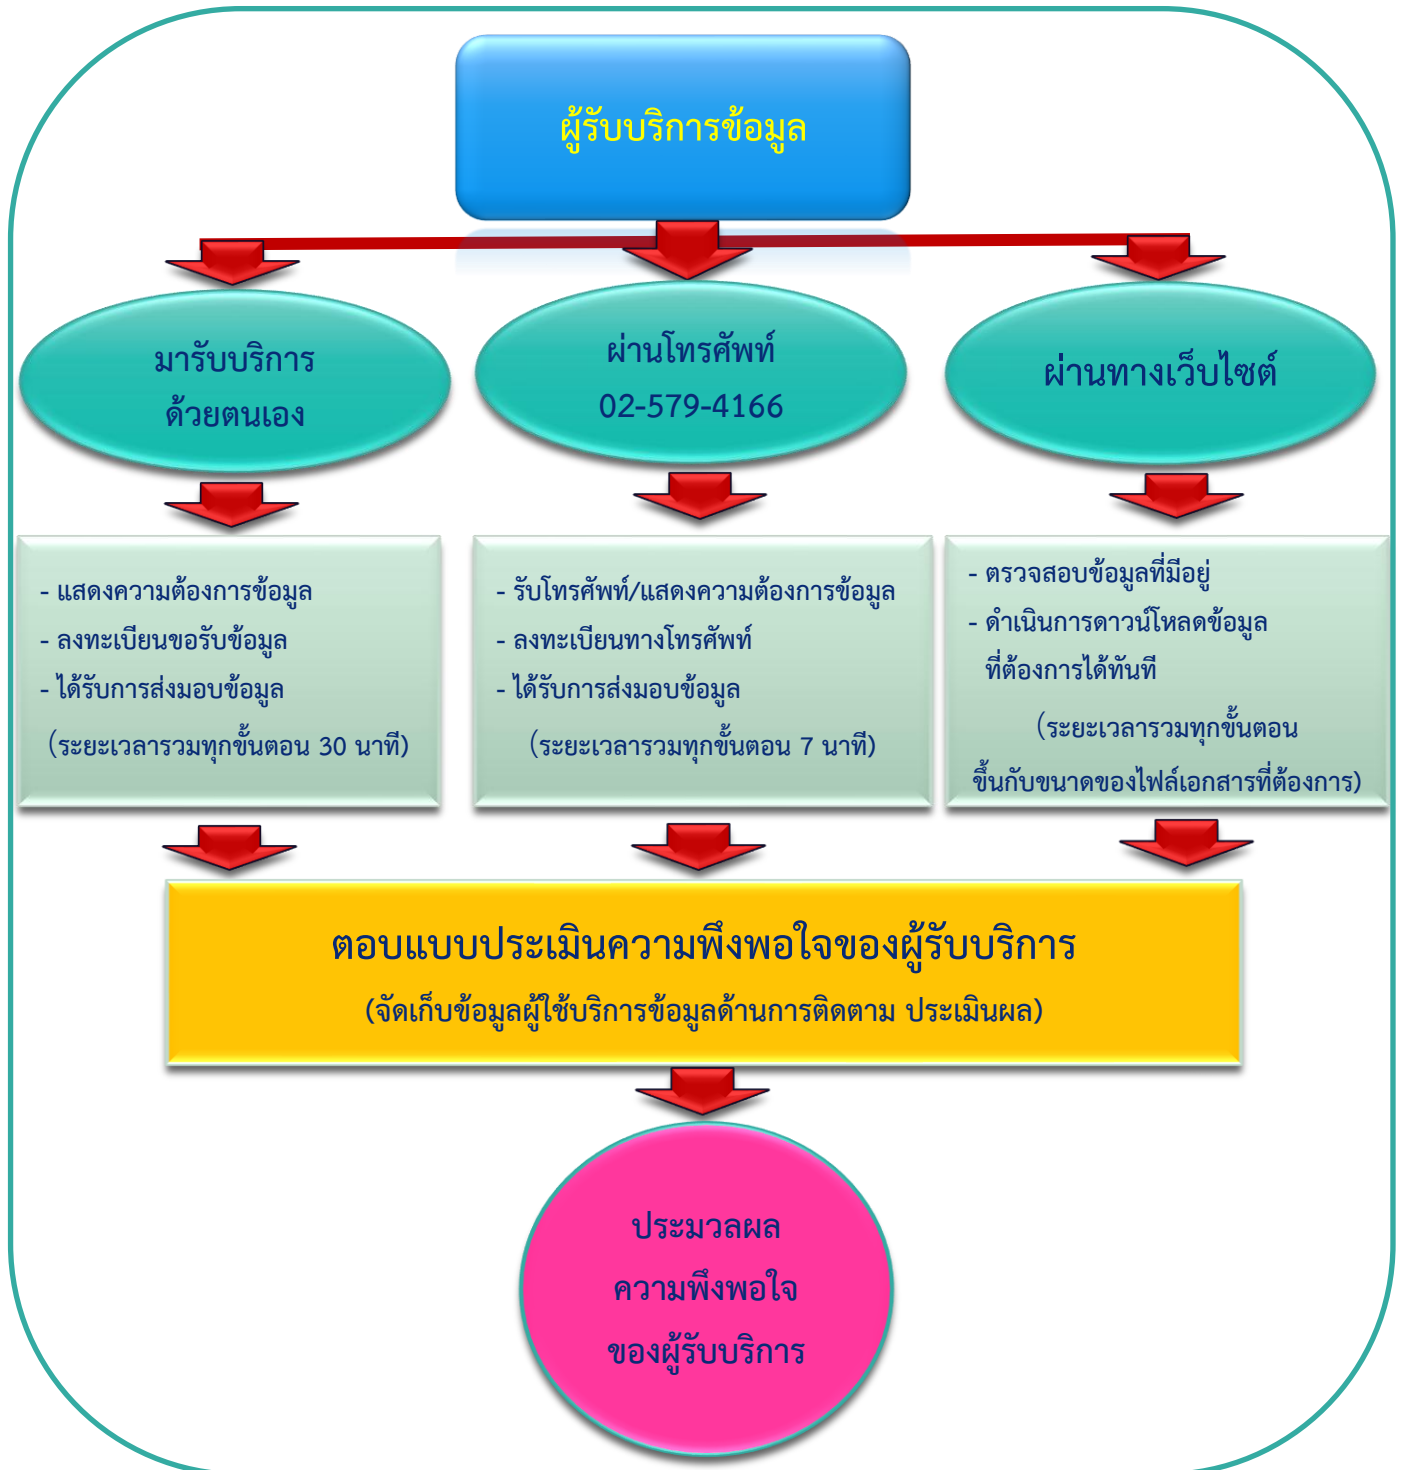 ผู้รับบริการข้อมูล
มารับบริการ
ด้วยตนเอง
ผ่านโทรศัพท์
02-579-4166
ผ่านทางเว็บไซต์
- แสดงความต้องการข้อมูล
- ลงทะเบียนขอรับข้อมูล
- ได้รับการส่งมอบข้อมูล
(ระยะเวลารวมทุกขั้นตอน 30 นาที)
- รับโทรศัพท์/แสดงความต้องการข้อมูล
- ลงทะเบียนทางโทรศัพท์
- ได้รับการส่งมอบข้อมูล
(ระยะเวลารวมทุกขั้นตอน 7 นาที)
- ตรวจสอบข้อมูลที่มีอยู่
- ดำเนินการดาวน์โหลดข้อมูล
ที่ต้องการได้ทันที
(ระยะเวลารวมทุกขั้นตอน
ขึ้นกับขนาดของไฟล์เอกสารที่ต้องการ)
ตอบแบบประเมินความพึงพอใจของผู้รับบริการ
(จัดเก็บข้อมูลผู้ใช้บริการข้อมูลด้านการติดตาม ประเมินผล)
ประมวลผล
ความพึงพอใจ
ของผู้รับบริการ